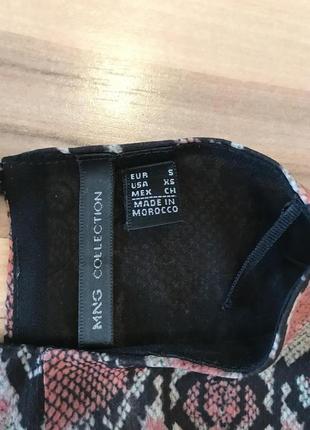 MNG COLLECTION
EUR S
USA XS
MEX CH
MADE IN
MOROCCO